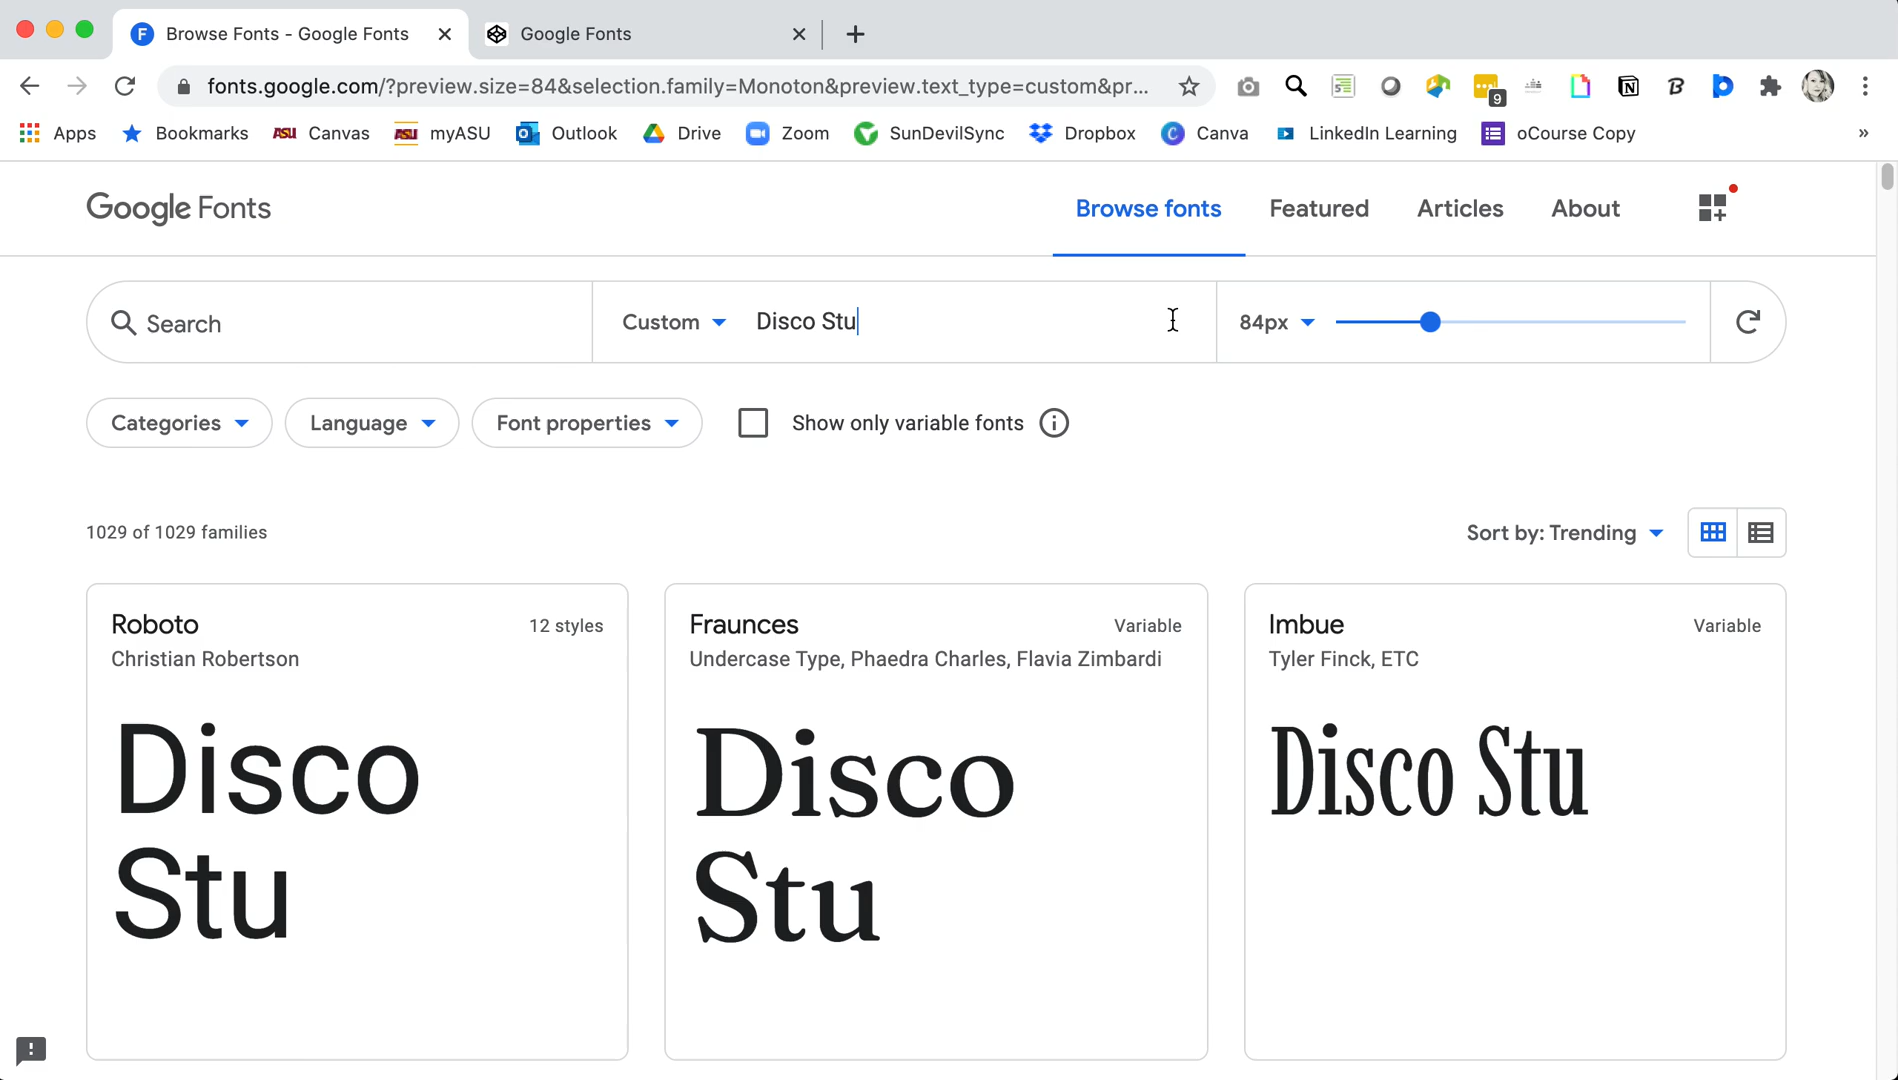 Browse Fonts - Google Fonts
Google Fonts
fonts.google.com/?preview.size=84&selection.family=Monoton&preview.text_type=custom&pr...
9
Apps Bookmarks ASU Canvas ASU myASU Outlook Drive Zoom SunDevilSync Dropbox Canva LinkedIn Learning oCourse Copy »
Google Fonts
Browse fonts Featured Articles About
Search
Custom Disco Stu
84px
Categories Language Font properties Show only variable fonts
1029 of 1029 families
Sort by: Trending
Roboto 12 styles
Christian Robertson
Disco
Stu
Fraunces Variable
Undercase Type, Phaedra Charles, Flavia Zimbardi
Disco
Stu
Imbue Variable
Tyler Finck, ETC
Disco Stu